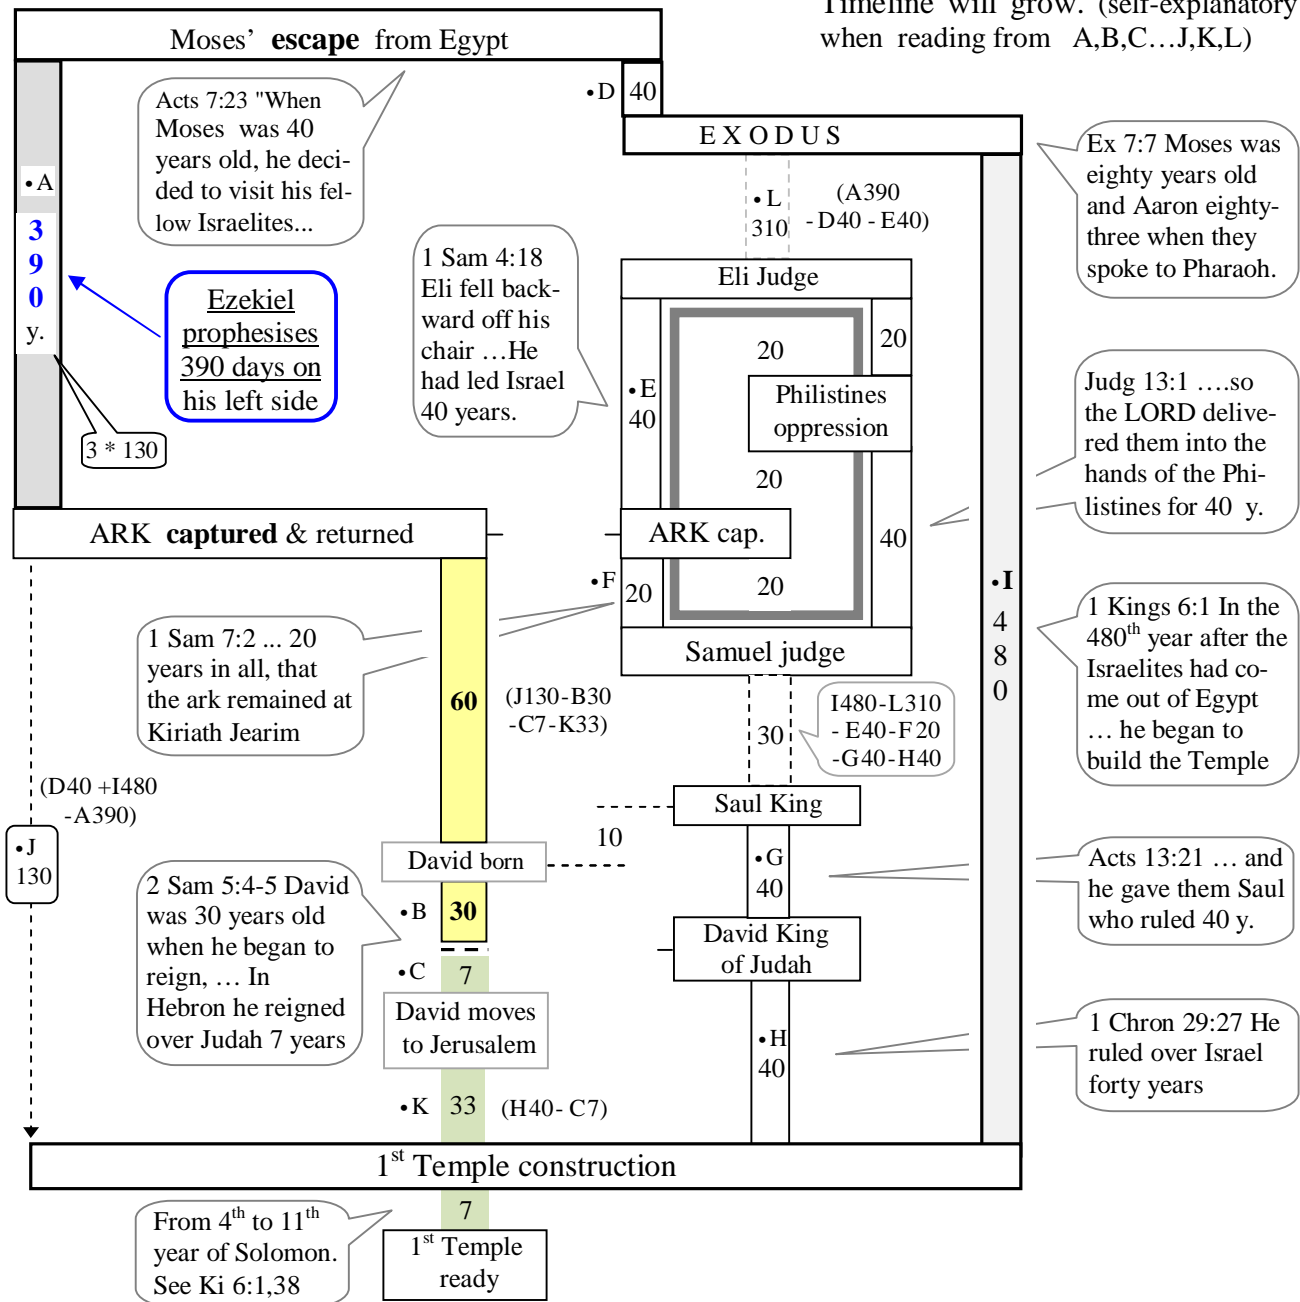 Timeline will grow. (self-explanatory
when reading from A,B,C…J,K,L)
Moses’ escape from Egypt
•D 40
E X O D U S
Acts 7:23 "When
Moses was 40
years old, he deci-
ded to visit his fel-
low Israelites...
•A
3
9
0
y.
Ezekiel
prophesises
390 days on
his left side
3 * 130
Ex 7:7 Moses was
eighty years old
and Aaron eighty-
three when they
spoke to Pharaoh.
•L
310
(A390
- D40 - E40)
1 Sam 4:18
Eli fell back-
ward off his
chair …He
had led Israel
40 years.
Eli Judge
•E
40
20
20
Philistines
oppression
20
40
Judg 13:1 ….so
the LORD delive-
red them into the
hands of the Phi-
listines for 40 y.
ARK captured & returned
ARK cap.
•F 20
20
Samuel judge
•I
4
8
0
1 Sam 7:2 ... 20
years in all, that
the ark remained at
Kiriath Jearim
60
(J130-B30
-C7-K33)
30
I480-L310
- E40-F20
-G40-H40
1 Kings 6:1 In the
480th year after the
Israelites had co-
me out of Egypt
… he began to
build the Temple
(D40 +I480
-A390)
•J
130
Saul King
10
David born
•G
40
Acts 13:21 … and
he gave them Saul
who ruled 40 y.
2 Sam 5:4-5 David
was 30 years old
when he began to
reign, … In
Hebron he reigned
over Judah 7 years
•B 30
•C 7
David moves
to Jerusalem
David King
of Judah
•H
40
1 Chron 29:27 He
ruled over Israel
forty years
•K 33 (H40- C7)
1st Temple construction
From 4th to 11th
year of Solomon.
See Ki 6:1,38
7
1st Temple
ready